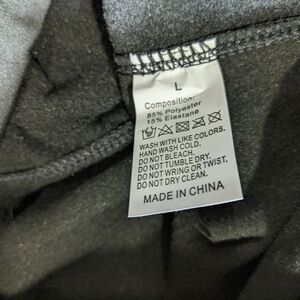 L
Composition:
85% Polyester
15% Elastane
WASH WITH LIKE COLORS.
HAND WASH COLD.
DO NOT BLEACH.
DO NOT TUMBLE DRY.
DO NOT WRING OR TWIST.
DO NOT DRY CLEAN.
MADE IN CHINA